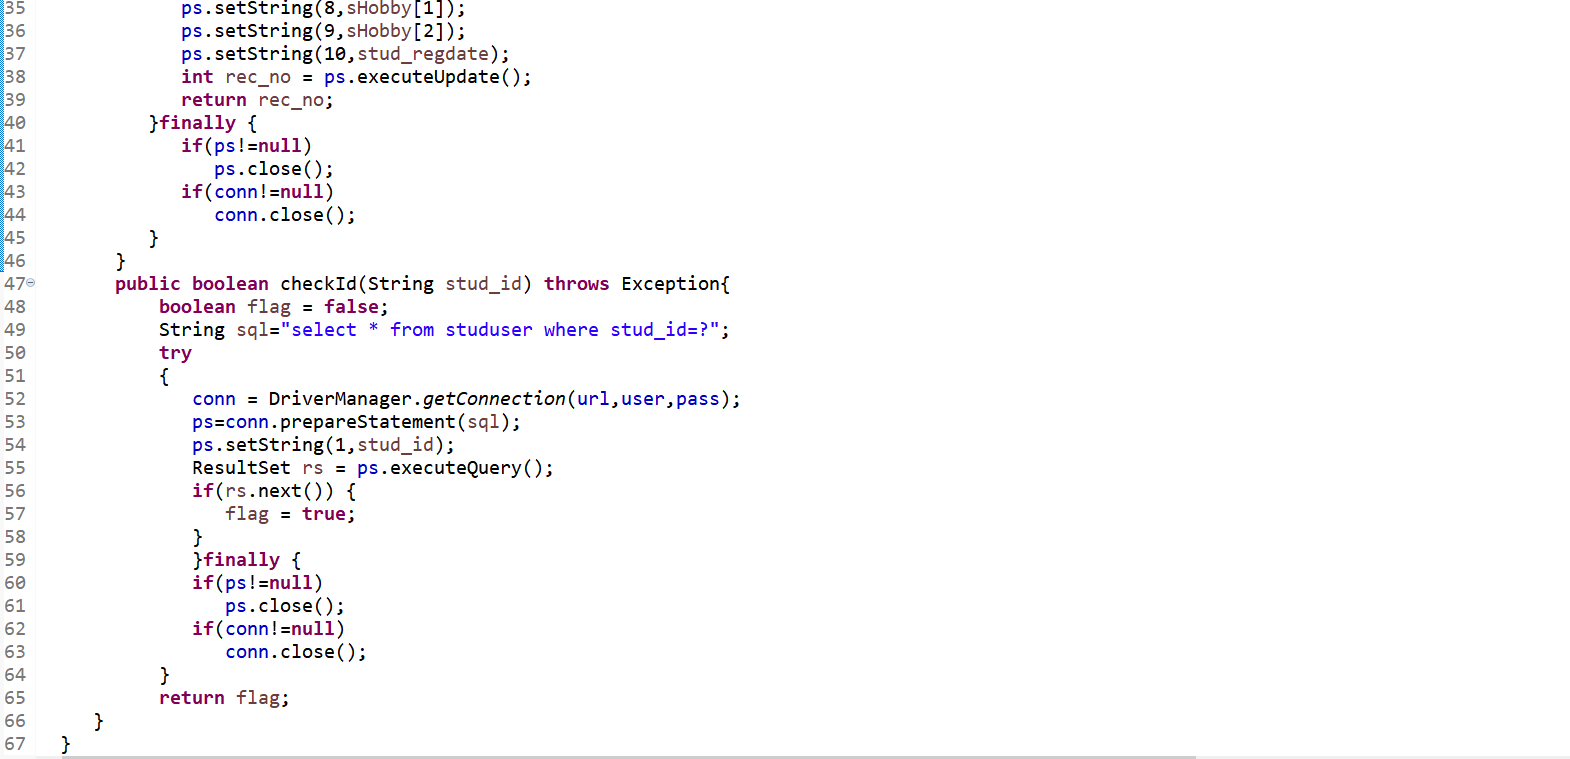 35 ps.setString(8,sHobby[1]);
36 ps.setString(9,sHobby[2]);
37 ps.setString(10,stud_regdate);
38 int rec_no = ps.executeUpdate();
39 return rec_no;
40 }finally {
41 if(ps!=null)
42 ps.close();
43 if(conn!=null)
44 conn.close();
45 }
46 }
47 public boolean checkId(String stud_id) throws Exception{
48 boolean flag = false;
49 String sql="select * from studuser where stud_id=?";
50 try
51 {
52 conn = DriverManager.getConnection(url,user,pass);
53 ps=conn.prepareStatement(sql);
54 ps.setString(1,stud_id);
55 ResultSet rs = ps.executeQuery();
56 if(rs.next()) {
57 flag = true;
58 }
59 }finally {
60 if(ps!=null)
61 ps.close();
62 if(conn!=null)
63 conn.close();
64 }
65 return flag;
66 }
67 }